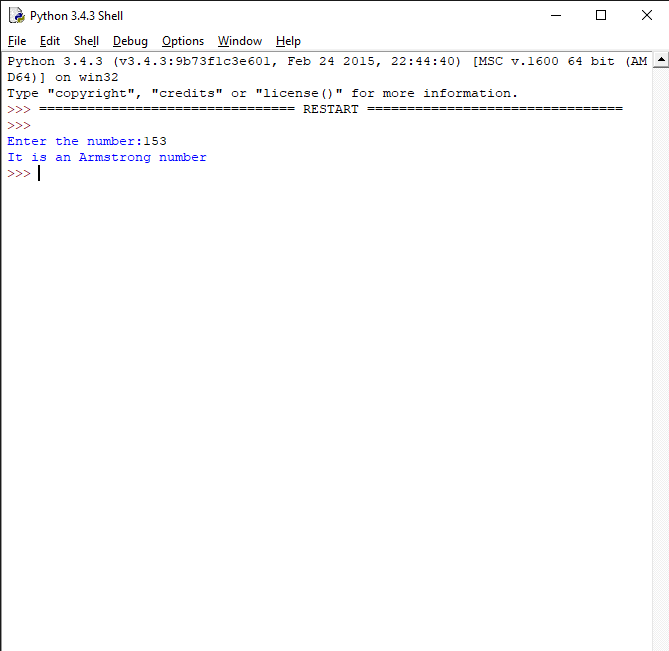 Python 3.4.3 Shell
File Edit Shell Debug Options Window Help
Python 3.4.3 (v3.4.3:9b73f1c3e601, Feb 24 2015, 22:44:40) [MSC v.1600 64 bit (AM
D64)] on win32
Type "copyright", "credits" or "license()" for more information.
>>> ================================ RESTART ================================
>>>
Enter the number:153
It is an Armstrong number
>>>